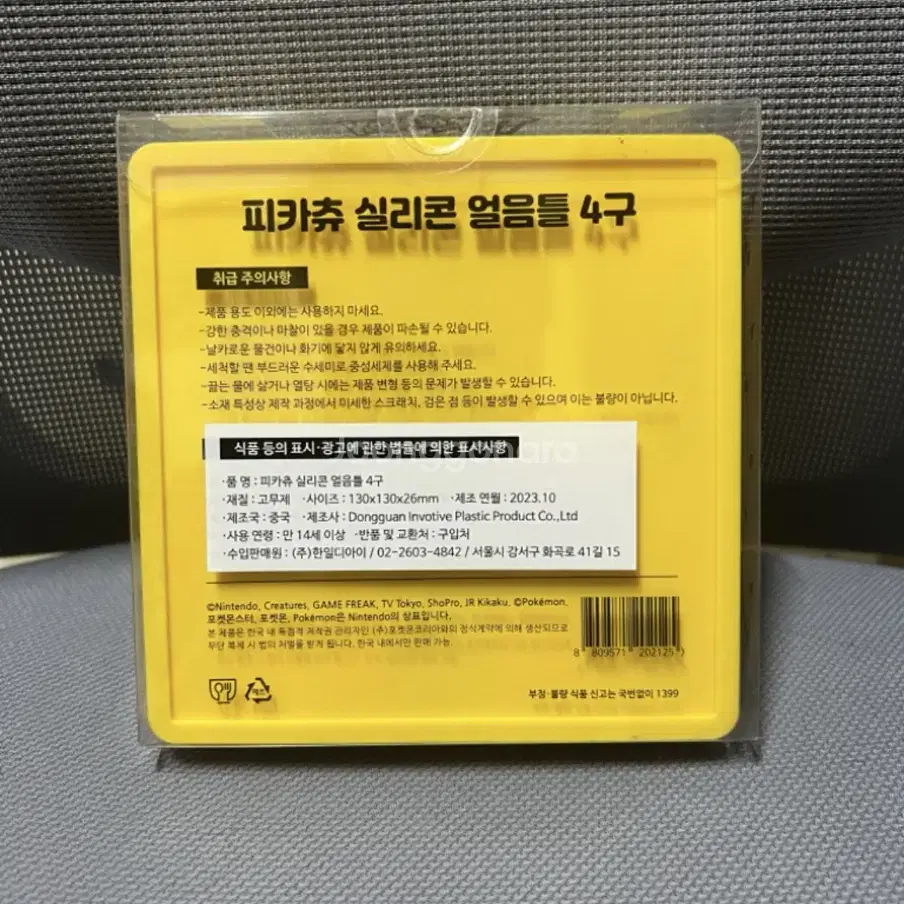 피카츄 실리콘 얼음틀 4구
취급 주의사항
-제품 용도 이외에는 사용하지 마세요.
-강한 충격이나 마찰이 있을 경우 제품이 파손될 수 있습니다.
-날카로운 물건이나 화기에 닿지 않게 유의하세요.
-세척할 땐 부드러운 수세미로 중성세제를 사용해 주세요.
-끓는 물에 삶거나 열탕 시에는 제품 변형 등의 문제가 발생할 수 있습니다.
-소재 특성상 제작 과정에서 미세한 스크래치, 검은 점 등이 발생할 수 있으며 이는 불량이 아닙니다.
식품 등의 표시·광고에 관한 법률에 의한 표시사항
·품 명 : 피카츄 실리콘 얼음틀 4구
·재질 : 고무제 ·사이즈 : 130x130x26mm ·제조 연월 : 2023.10
·제조국 : 중국 ·제조사 : Dongguan Invotive Plastic Product Co.,Ltd
·사용 연령 : 만 14세 이상 ·반품 및 교환처 : 구입처
·수입판매원 : (주)한일디아이 / 02-2603-4842 / 서울시 강서구 화곡로 41길 15
©Nintendo, Creatures, GAME FREAK, TV Tokyo, ShoPro, JR Kikaku. ©Pokémon.
포켓몬스터, 포켓몬, Pokémon은 Nintendo의 상표입니다.
본 제품은 한국 내 독점적 저작권 관리자인 (주)포켓몬코리아와의 정식계약에 의해 생산되므로
무단 복제 시 법의 처벌을 받게 됩니다. 한국 내에서만 판매 가능.
8 809571 202125
부정·불량 식품 신고는 국번없이 1399